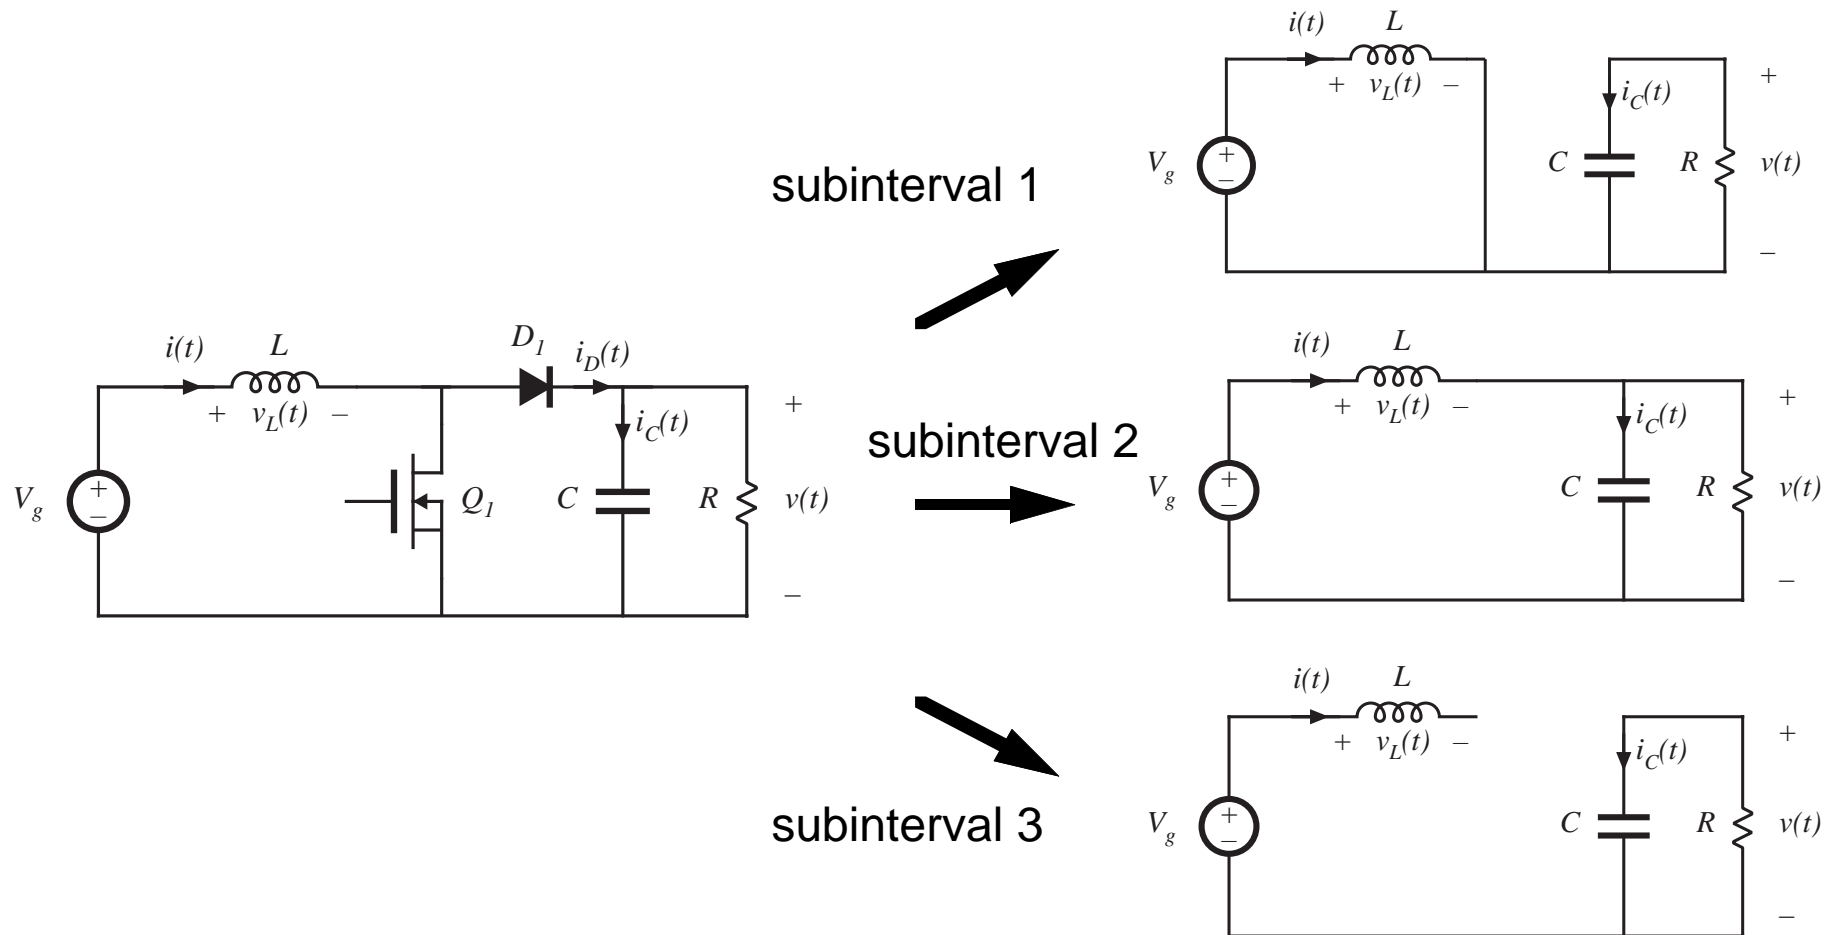 i(t) L
+ v_L(t) –
V_g
+
–
Q_1
D_1 i_D(t)
i_C(t)
C R
+
v(t)
–
subinterval 1
i(t) L
+ v_L(t) –
V_g
+
–
i_C(t)
C R
+
v(t)
–
subinterval 2
i(t) L
+ v_L(t) –
V_g
+
–
i_C(t)
C R
+
v(t)
–
subinterval 3
i(t) L
+ v_L(t) –
V_g
+
–
i_C(t)
C R
+
v(t)
–